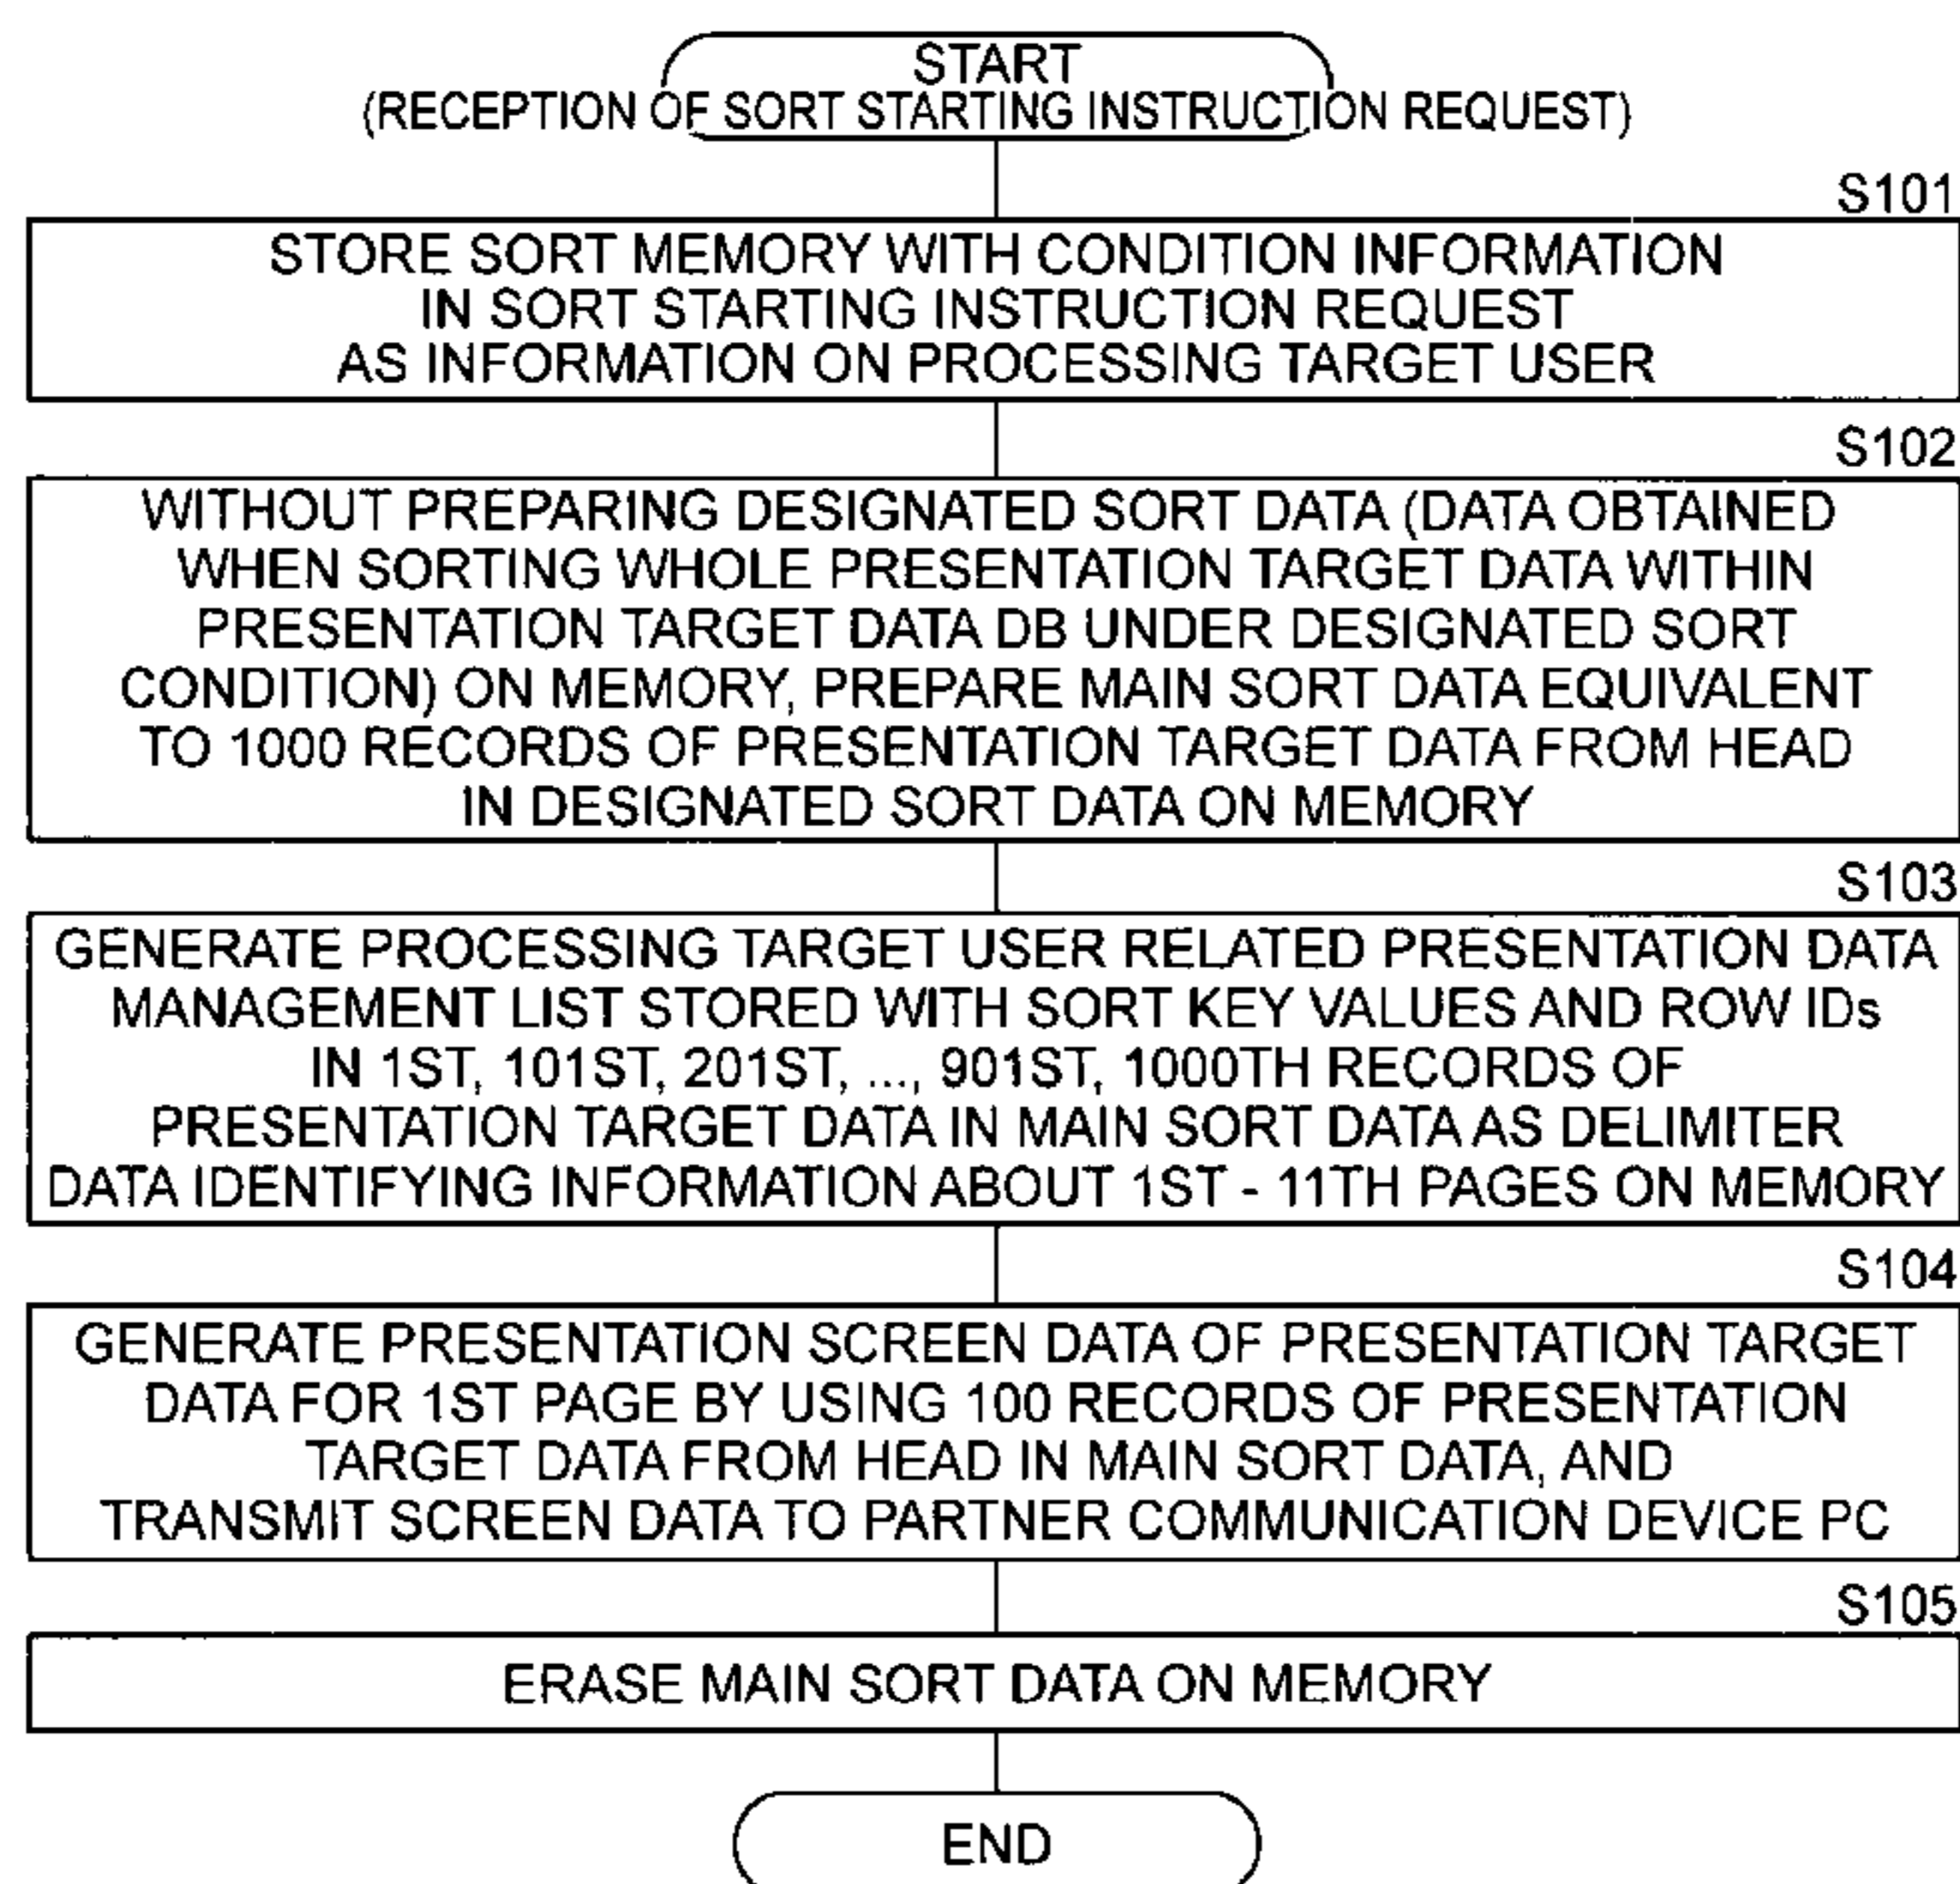 START
(RECEPTION OF SORT STARTING INSTRUCTION REQUEST)
S101
STORE SORT MEMORY WITH CONDITION INFORMATION
IN SORT STARTING INSTRUCTION REQUEST
AS INFORMATION ON PROCESSING TARGET USER
S102
WITHOUT PREPARING DESIGNATED SORT DATA (DATA OBTAINED
WHEN SORTING WHOLE PRESENTATION TARGET DATA WITHIN
PRESENTATION TARGET DATA DB UNDER DESIGNATED SORT
CONDITION) ON MEMORY, PREPARE MAIN SORT DATA EQUIVALENT
TO 1000 RECORDS OF PRESENTATION TARGET DATA FROM HEAD
IN DESIGNATED SORT DATA ON MEMORY
S103
GENERATE PROCESSING TARGET USER RELATED PRESENTATION DATA
MANAGEMENT LIST STORED WITH SORT KEY VALUES AND ROW IDs
IN 1ST, 101ST, 201ST, ..., 901ST, 1000TH RECORDS OF
PRESENTATION TARGET DATA IN MAIN SORT DATA AS DELIMITER
DATA IDENTIFYING INFORMATION ABOUT 1ST - 11TH PAGES ON MEMORY
S104
GENERATE PRESENTATION SCREEN DATA OF PRESENTATION TARGET
DATA FOR 1ST PAGE BY USING 100 RECORDS OF PRESENTATION
TARGET DATA FROM HEAD IN MAIN SORT DATA, AND
TRANSMIT SCREEN DATA TO PARTNER COMMUNICATION DEVICE PC
S105
ERASE MAIN SORT DATA ON MEMORY
END